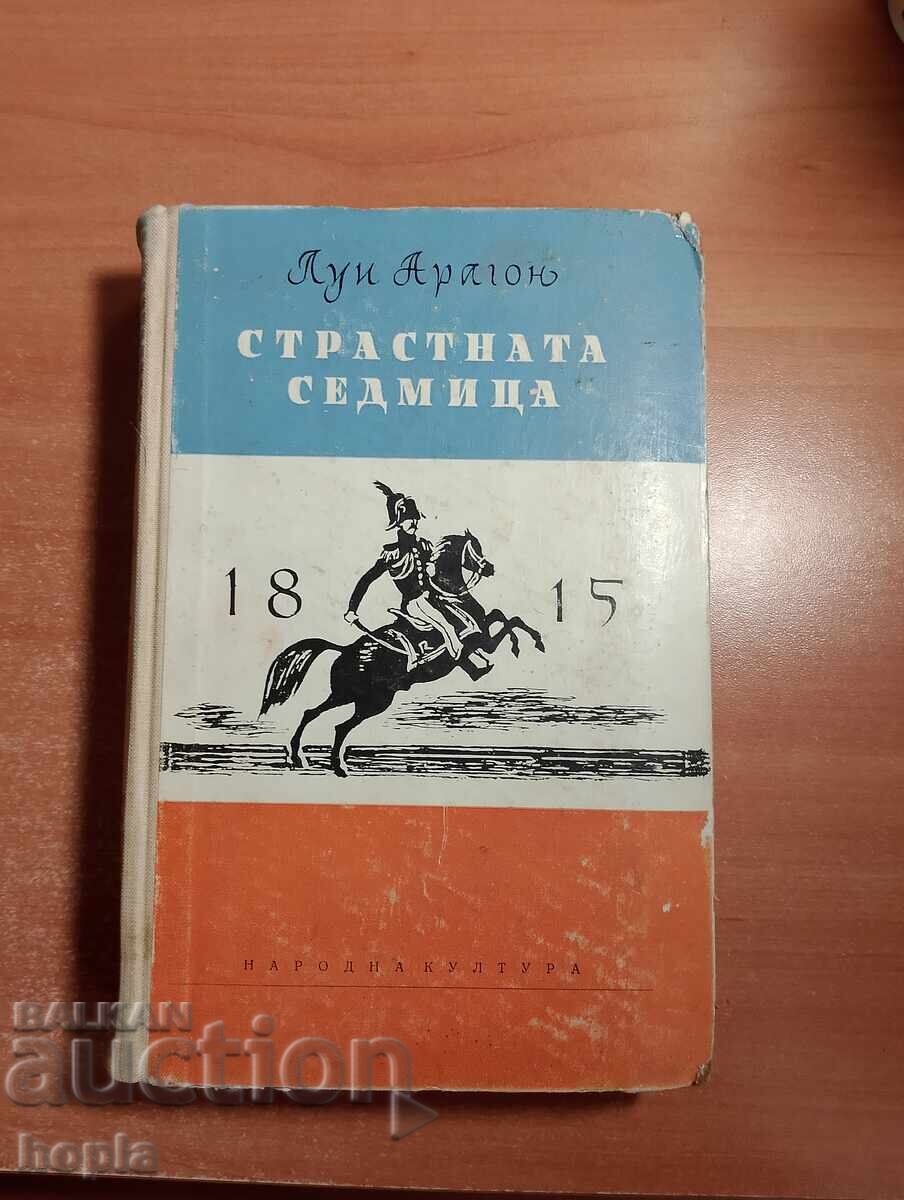 Луи Арагон
СТРАСТНАТА
СЕДМИЦА
18 15
НАРОДНА КУЛТУРА
BALKAN
auction
hopla